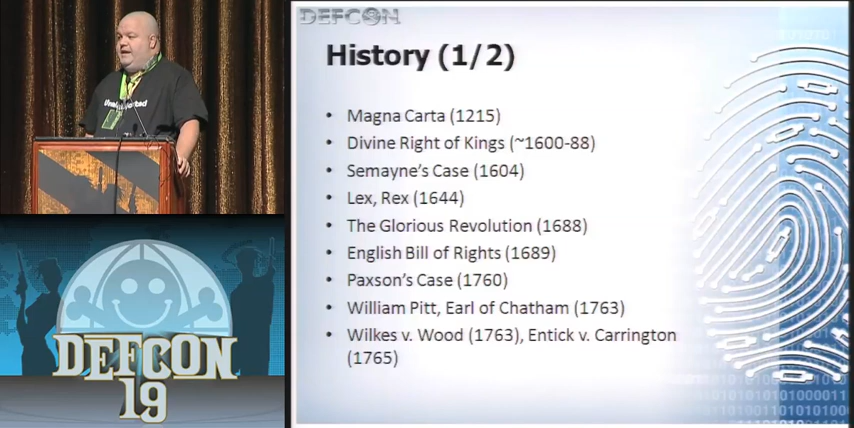 DEFCON
History (1/2)
• Magna Carta (1215)
• Divine Right of Kings (~1600-88)
• Semayne's Case (1604)
• Lex, Rex (1644)
• The Glorious Revolution (1688)
• English Bill of Rights (1689)
• Paxson's Case (1760)
• William Pitt, Earl of Chatham (1763)
• Wilkes v. Wood (1763), Entick v. Carrington
(1765)
DEFCON
19